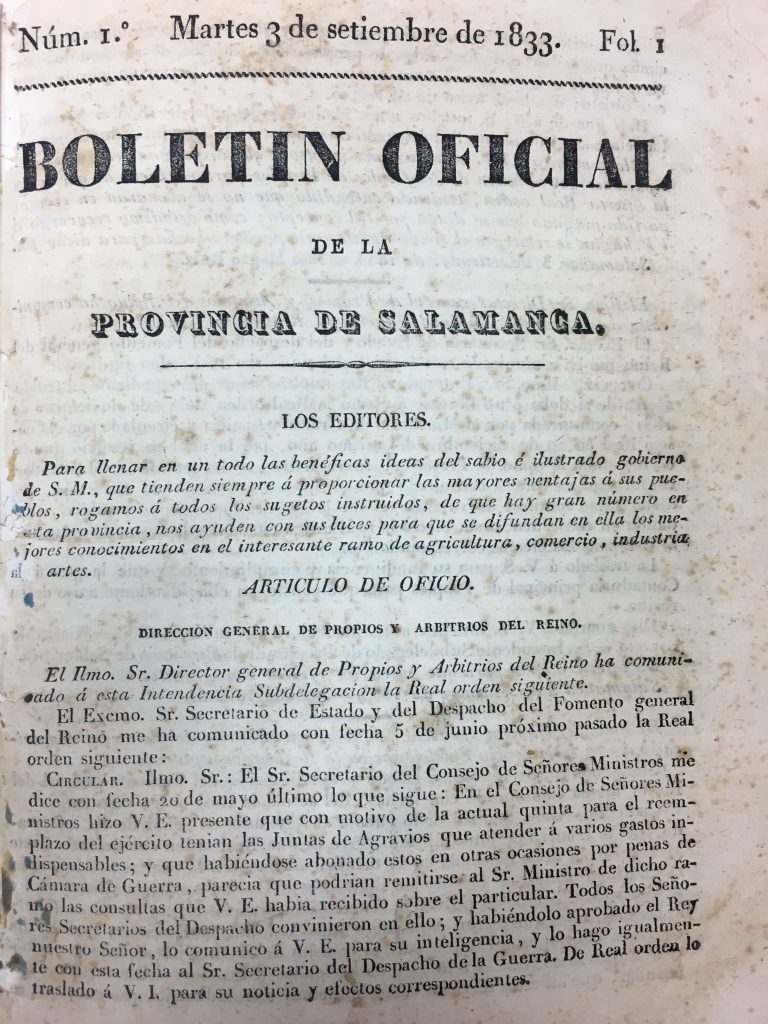 Núm. 1.° Martes 3 de setiembre de 1833. Fol. 1
BOLETIN OFICIAL
DE LA
PROVINCIA DE SALAMANCA.
LOS EDITORES.
Para llenar en un todo las benéficas ideas del sabio é ilustrado gobierno
de S. M., que tienden siempre á proporcionar las mayores ventajas á sus pue-
blos, rogamos á todos los sugetos instruidos, de que hay gran número en
esta provincia, nos ayuden con sus luces para que se difundan en ella los me-
jores conocimientos en el interesante ramo de agricultura, comercio, industria
artes.
ARTICULO DE OFICIO.
DIRECCION GENERAL DE PROPIOS Y ARBITRIOS DEL REINO.
El Ilmo. Sr. Director general de Propios y Arbitrios del Reino ha comuni-
cado á esta Intendencia Subdelegacion la Real orden siguiente.
El Excmo. Sr. Secretario de Estado y del Despacho del Fomento general
del Reino me ha comunicado con fecha 5 de junio próximo pasado la Real
orden siguiente:
CIRCULAR. Ilmo. Sr.: El Sr. Secretario del Consejo de Señores Ministros me
dice con fecha 20 de mayo último lo que sigue: En el Consejo de Señores Mi-
nistros hizo V. E. presente que con motivo de la actual quinta para el reem-
plazo del ejército tenian las Juntas de Agravios que atender á varios gastos in-
dispensables; y que habiéndose abonado estos en otras ocasiones por penas de
Cámara de Guerra, parecia que podrian remitirse al Sr. Ministro de dicho ra-
mo las consultas que V. E. habia recibido sobre el particular. Todos los Seño-
res Secretarios del Despacho convinieron en ello; y habiéndolo aprobado el Rey
nuestro Señor, lo comunico á V. E. para su inteligencia, y lo hago igualmen-
te con esta fecha al Sr. Secretario del Despacho de la Guerra. De Real orden lo
traslado á V. I. para su noticia y efectos correspondientes.